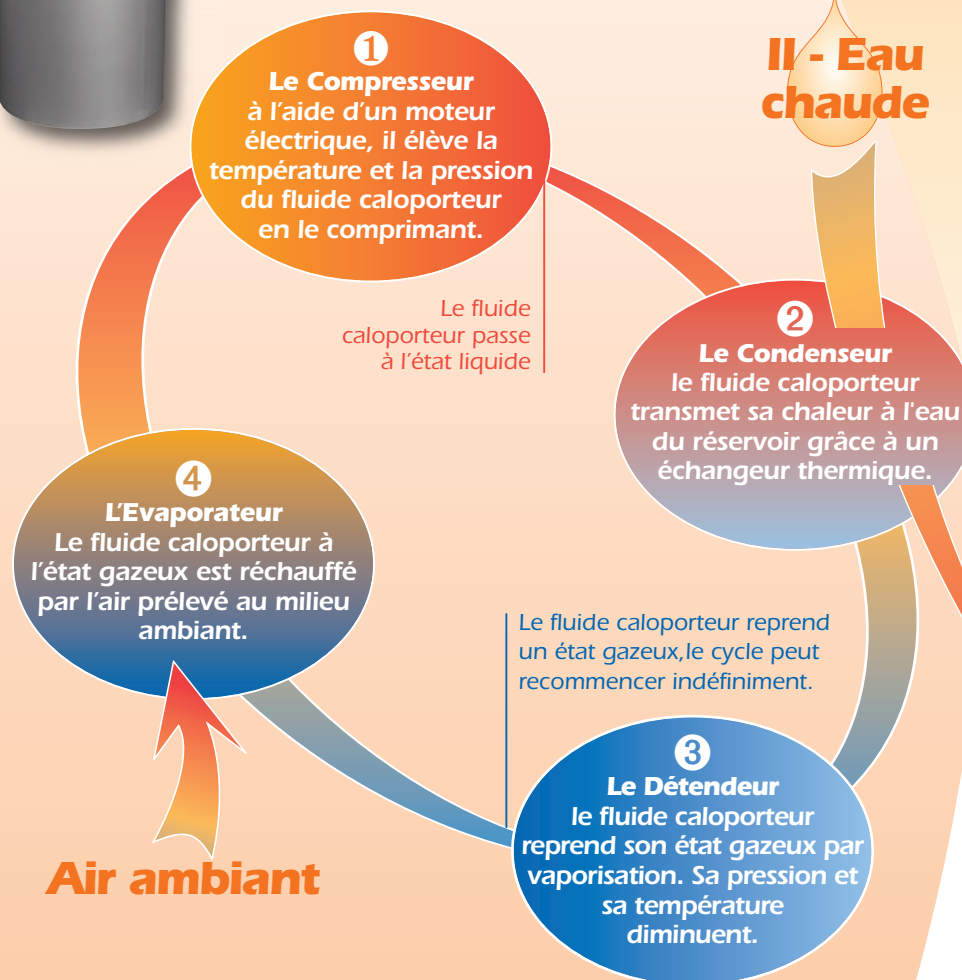 ❶
Le Compresseur
à l'aide d'un moteur
électrique, il élève la
température et la pression
du fluide caloporteur
en le comprimant.
II - Eau
chaude
Le fluide
caloporteur passe
à l'état liquide
❷
Le Condenseur
le fluide caloporteur
transmet sa chaleur à l'eau
du réservoir grâce à un
échangeur thermique.
❹
L'Evaporateur
Le fluide caloporteur à
l'état gazeux est réchauffé
par l'air prélevé au milieu
ambiant.
Le fluide caloporteur reprend
un état gazeux,le cycle peut
recommencer indéfiniment.
❸
Le Détendeur
le fluide caloporteur
reprend son état gazeux par
vaporisation. Sa pression et
sa température
diminuent.
Air ambiant